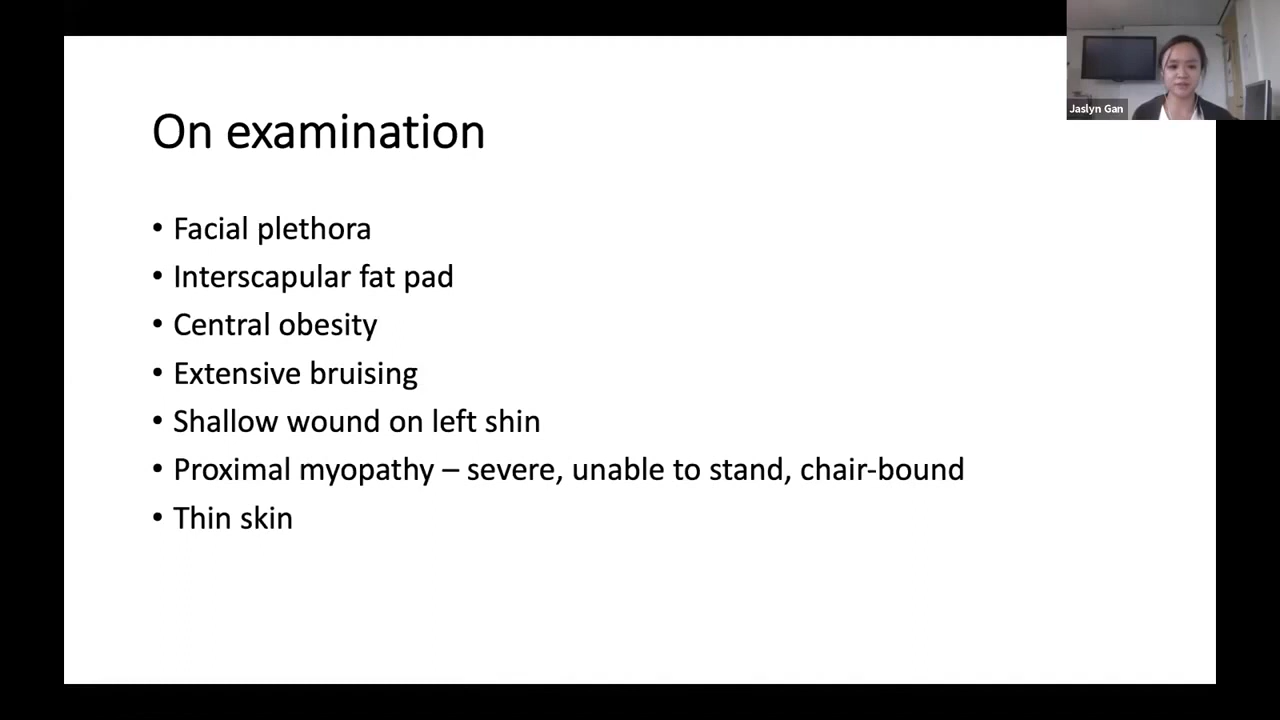 Jaslyn Gan
On examination
• Facial plethora
• Interscapular fat pad
• Central obesity
• Extensive bruising
• Shallow wound on left shin
• Proximal myopathy – severe, unable to stand, chair-bound
• Thin skin